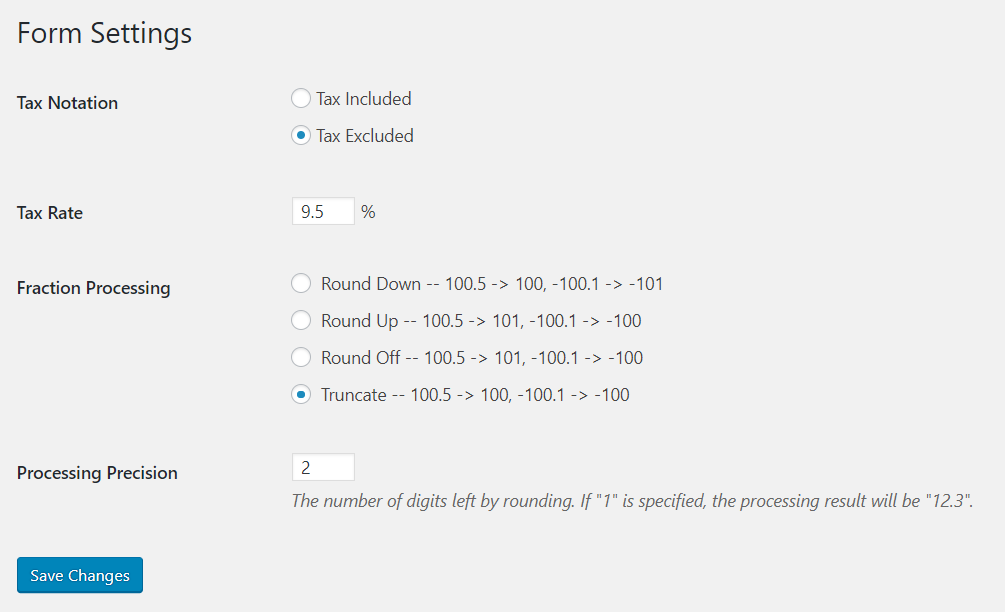 Form Settings
Tax Notation
Tax Included
Tax Excluded
Tax Rate
9.5 %
Fraction Processing
Round Down -- 100.5 -> 100, -100.1 -> -101
Round Up -- 100.5 -> 101, -100.1 -> -100
Round Off -- 100.5 -> 101, -100.1 -> -100
Truncate -- 100.5 -> 100, -100.1 -> -100
Processing Precision
2
The number of digits left by rounding. If "1" is specified, the processing result will be "12.3".
Save Changes